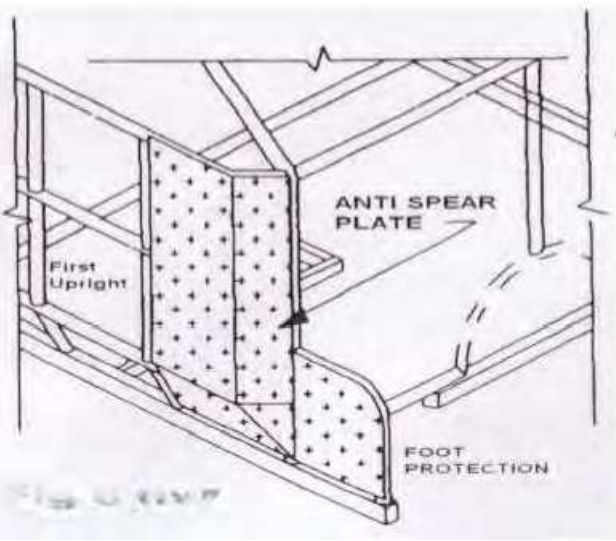 ANTI SPEAR
PLATE
First
Upright
FOOT
PROTECTION